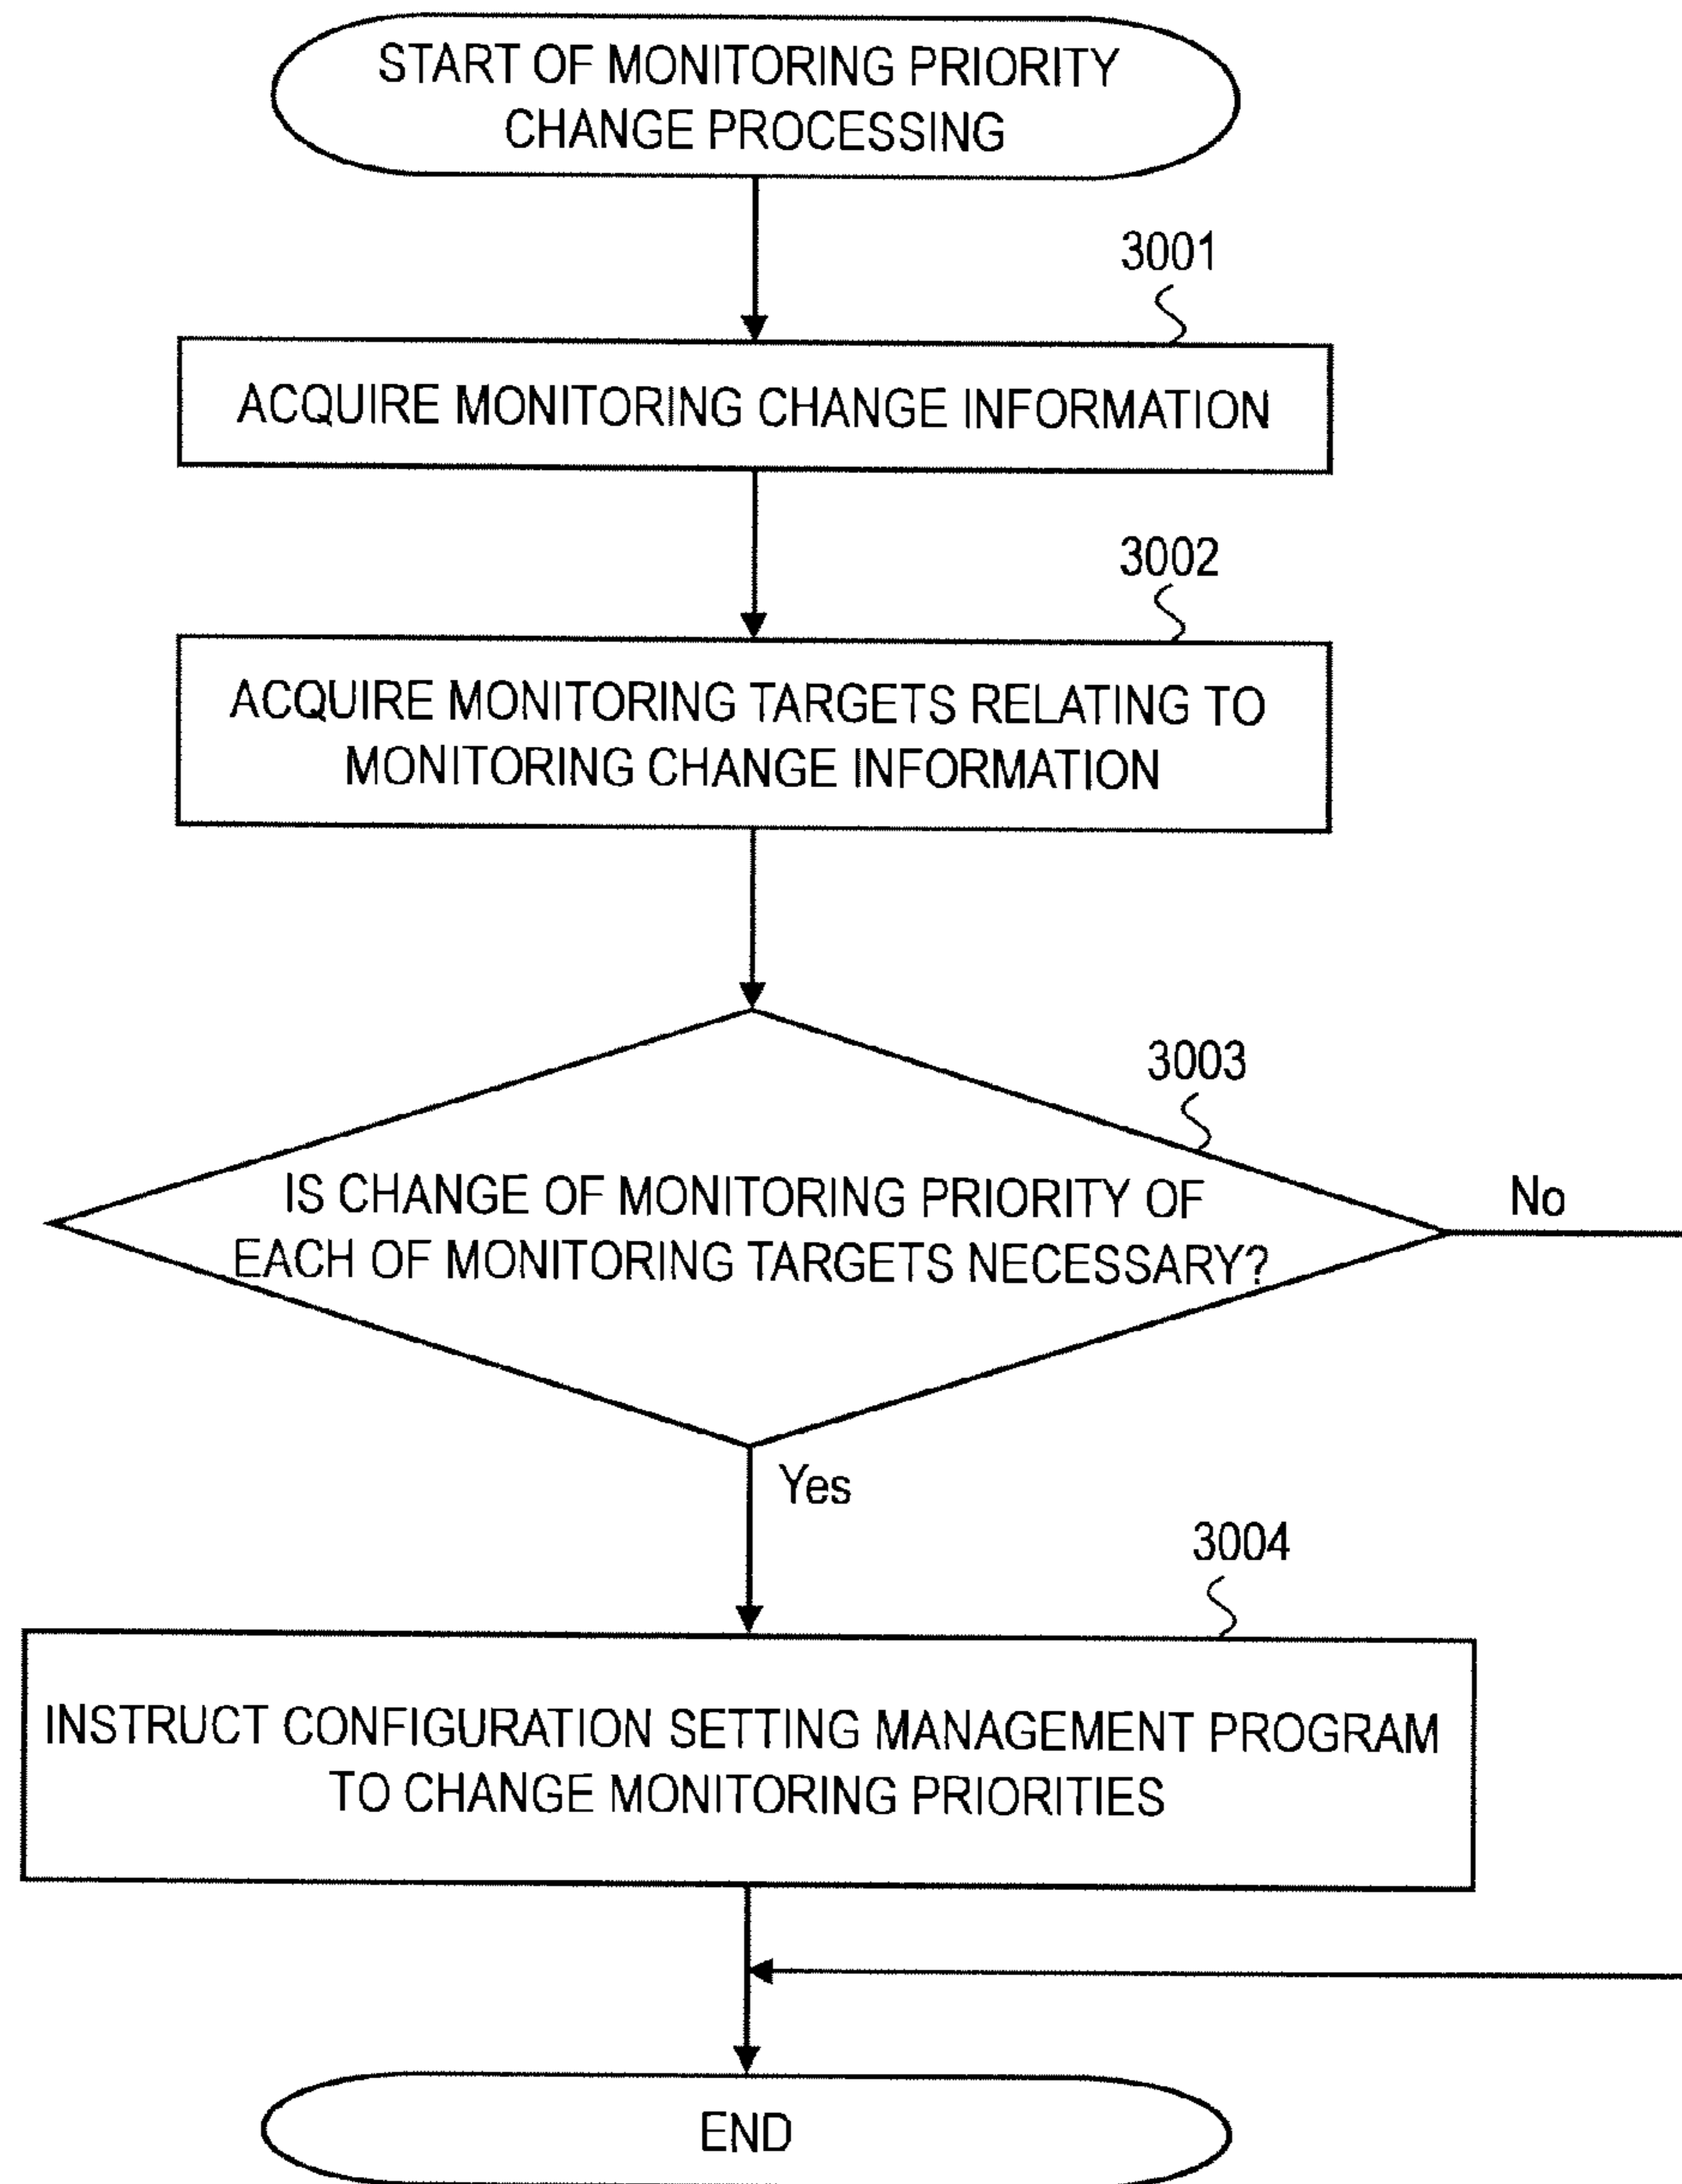 START OF MONITORING PRIORITY
CHANGE PROCESSING
3001
ACQUIRE MONITORING CHANGE INFORMATION
3002
ACQUIRE MONITORING TARGETS RELATING TO
MONITORING CHANGE INFORMATION
3003
IS CHANGE OF MONITORING PRIORITY OF
EACH OF MONITORING TARGETS NECESSARY?
No
Yes
3004
INSTRUCT CONFIGURATION SETTING MANAGEMENT PROGRAM
TO CHANGE MONITORING PRIORITIES
END